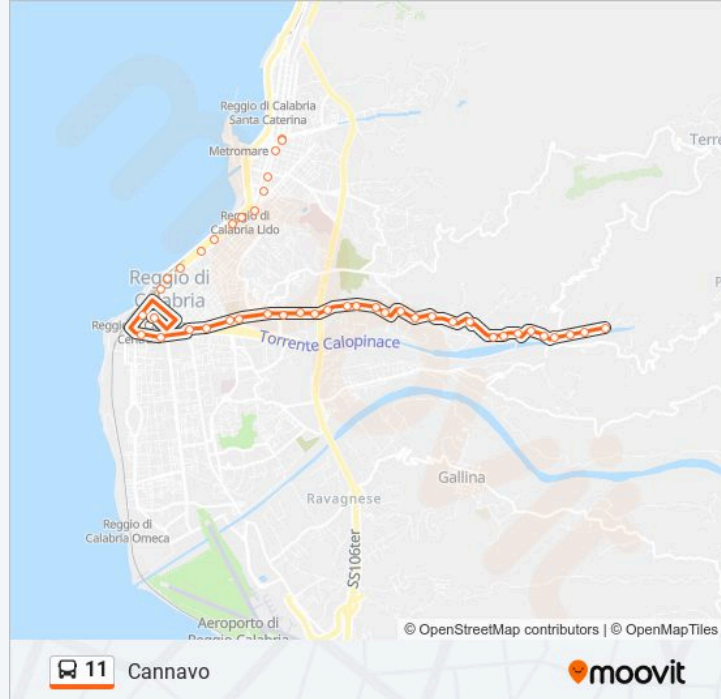 Reggio di Calabria
Santa Caterina
Metromare
Reggio di
Calabria Lido
Reggio di
Calabria
Reggio
Torrente Calopinace
Gallina
Ravagnese
SS106ter
Reggio di
Calabria Omeca
Aeroporto di
Reggio Calabria
© OpenStreetMap contributors | © OpenMapTiles
11 Cannavo
moovit